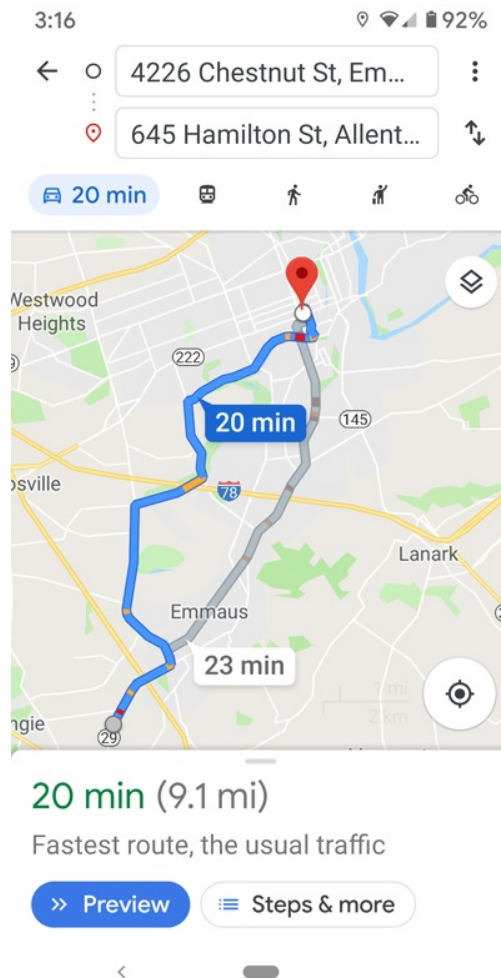 3:16
92%
4226 Chestnut St, Em...
645 Hamilton St, Allent...
20 min
Westwood
Heights
222
20 min
145
osville
78
Lanark
Emmaus
23 min
1 mi
2 km
ngie
29
20 min (9.1 mi)
Fastest route, the usual traffic
Preview
Steps & more